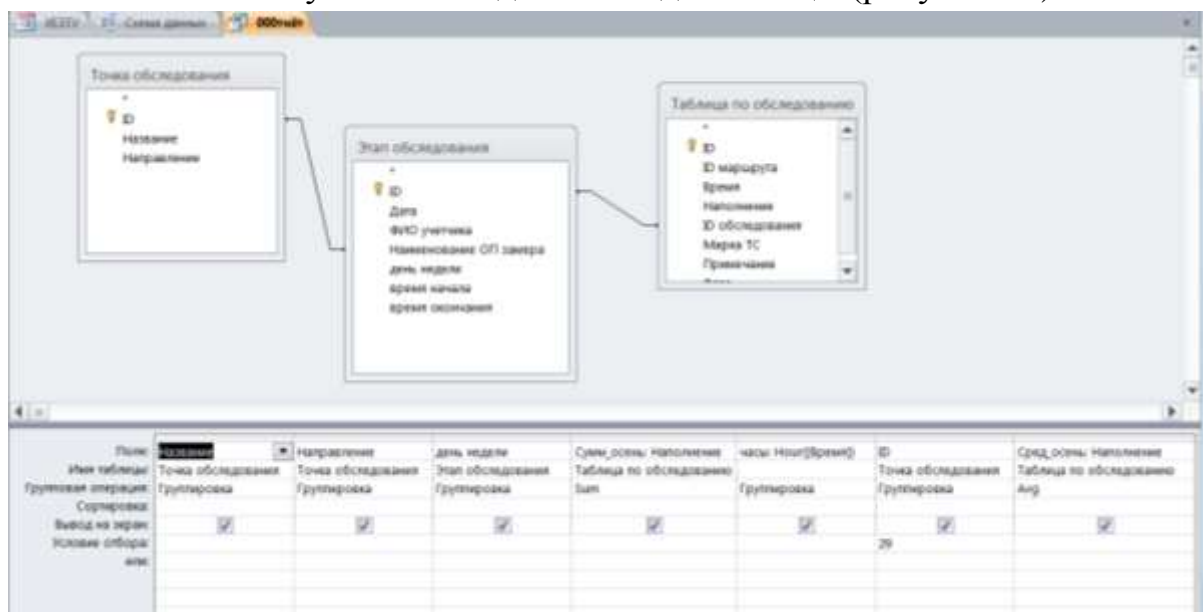 Схема данных
Точка обследования
*
ID
Название
Направление
Этап обследования
*
ID
Дата
ФИО учетчика
Наименование ОП замера
день недели
время начала
время окончания
Таблица по обследованию
*
ID
ID маршрута
Время
Наполнение
ID обследования
Марка ТС
Примечание
Поле: Название Направление день недели Сумм_осень: Наполнение часы: Hour([Время]) ID Сред_осень: Наполнение
Имя таблицы: Точка обследования Точка обследования Этап обследования Таблица по обследованию Точка обследования Таблица по обследованию
Групповая операция: Группировка Группировка Группировка Sum Группировка Группировка Avg
Сортировка:
Вывод на экран:
Условие отбора: 29
или: